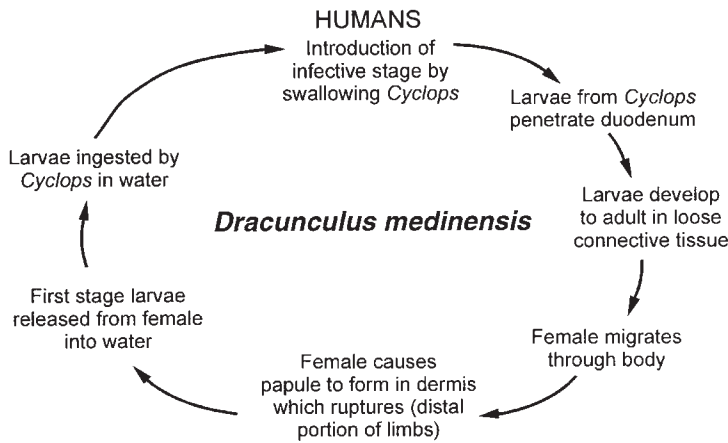 HUMANS
Introduction of
infective stage by
swallowing Cyclops
Larvae from Cyclops
penetrate duodenum
Larvae develop
to adult in loose
connective tissue
Female migrates
through body
Female causes
papule to form in dermis
which ruptures (distal
portion of limbs)
First stage larvae
released from female
into water
Larvae ingested by
Cyclops in water
Dracunculus medinensis